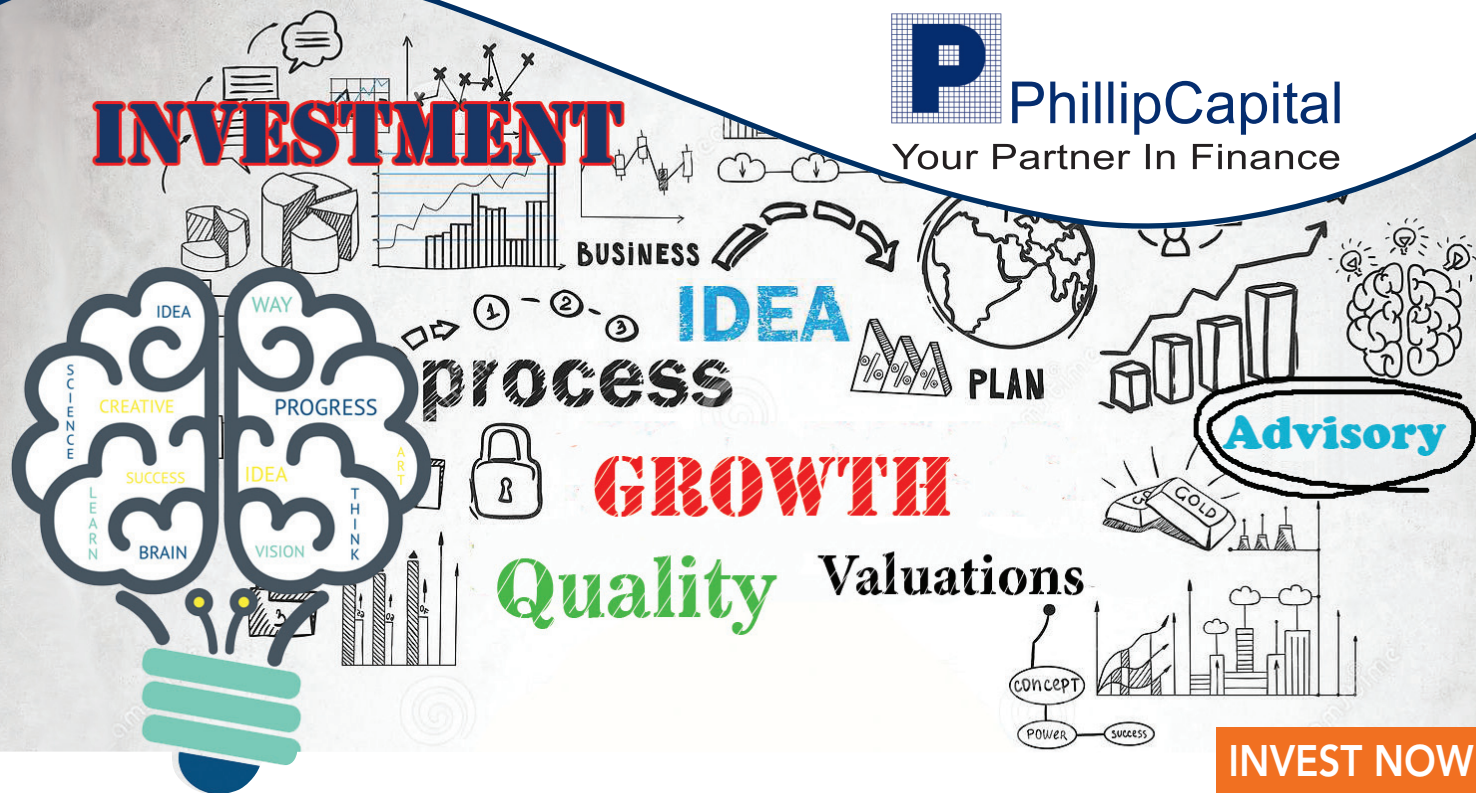 P
PhillipCapital
Your Partner In Finance
INVESTMENT
BUSINESS
IDEA
1
2
3
process
PLAN
% % % %
Advisory
GROWTH
GOLD
Quality
Valuations
IDEA
WAY
SCIENCE
CREATIVE
PROGRESS
SUCCESS
IDEA
ART
LEARN
THINK
BRAIN
VISION
3
CONCEPT
POWER
SUCCESS
INVEST NOW